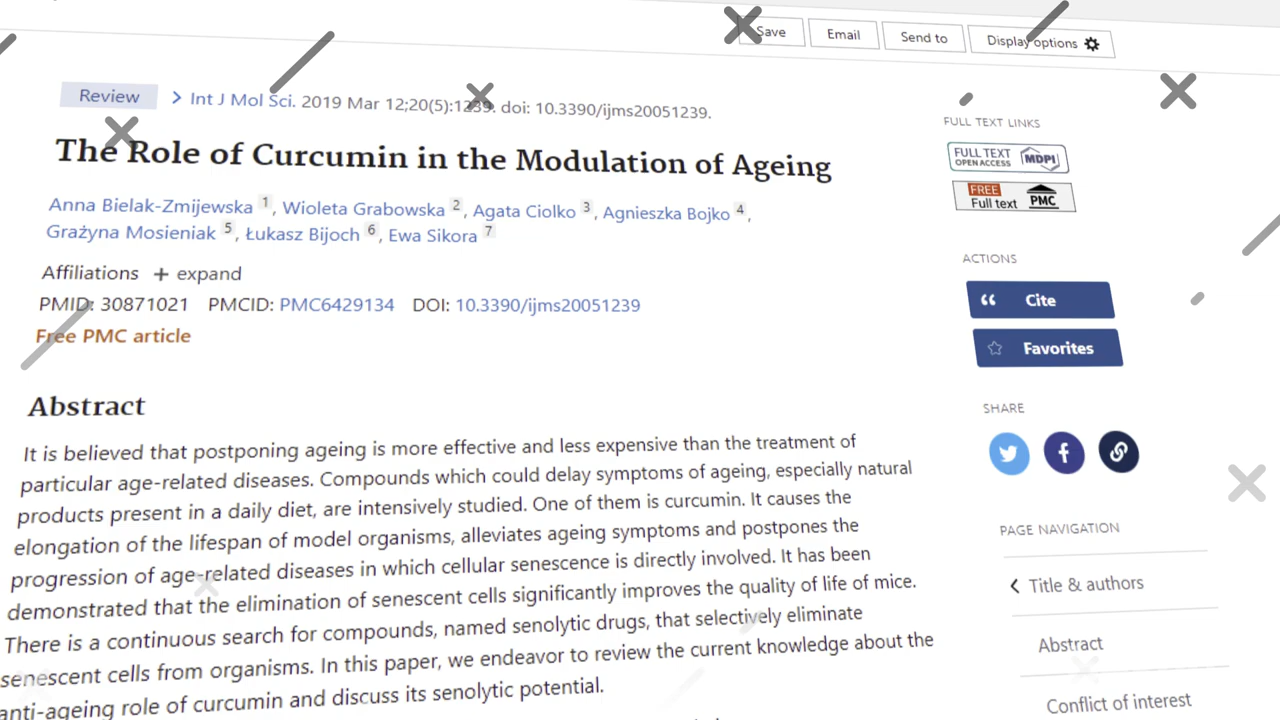 Save
Email
Send to
Display options
Review
Int J Mol Sci. 2019 Mar 12;20(5):1239. doi: 10.3390/ijms20051239.
The Role of Curcumin in the Modulation of Ageing
Anna Bielak-Zmijewska 1, Wioleta Grabowska 2, Agata Ciolko 3, Agnieszka Bojko 4,
Grażyna Mosieniak 5, Łukasz Bijoch 6, Ewa Sikora 7
Affiliations + expand
PMID: 30871021 PMCID: PMC6429134 DOI: 10.3390/ijms20051239
Free PMC article
Abstract
It is believed that postponing ageing is more effective and less expensive than the treatment of
particular age-related diseases. Compounds which could delay symptoms of ageing, especially natural
products present in a daily diet, are intensively studied. One of them is curcumin. It causes the
elongation of the lifespan of model organisms, alleviates ageing symptoms and postpones the
progression of age-related diseases in which cellular senescence is directly involved. It has been
demonstrated that the elimination of senescent cells significantly improves the quality of life of mice.
There is a continuous search for compounds, named senolytic drugs, that selectively eliminate
senescent cells from organisms. In this paper, we endeavor to review the current knowledge about the
anti-ageing role of curcumin and discuss its senolytic potential.
FULL TEXT LINKS
FULL TEXT
OPEN ACCESS
MDPI
FREE
Full text
PMC
ACTIONS
Cite
Favorites
SHARE
PAGE NAVIGATION
Title & authors
Abstract
Conflict of interest